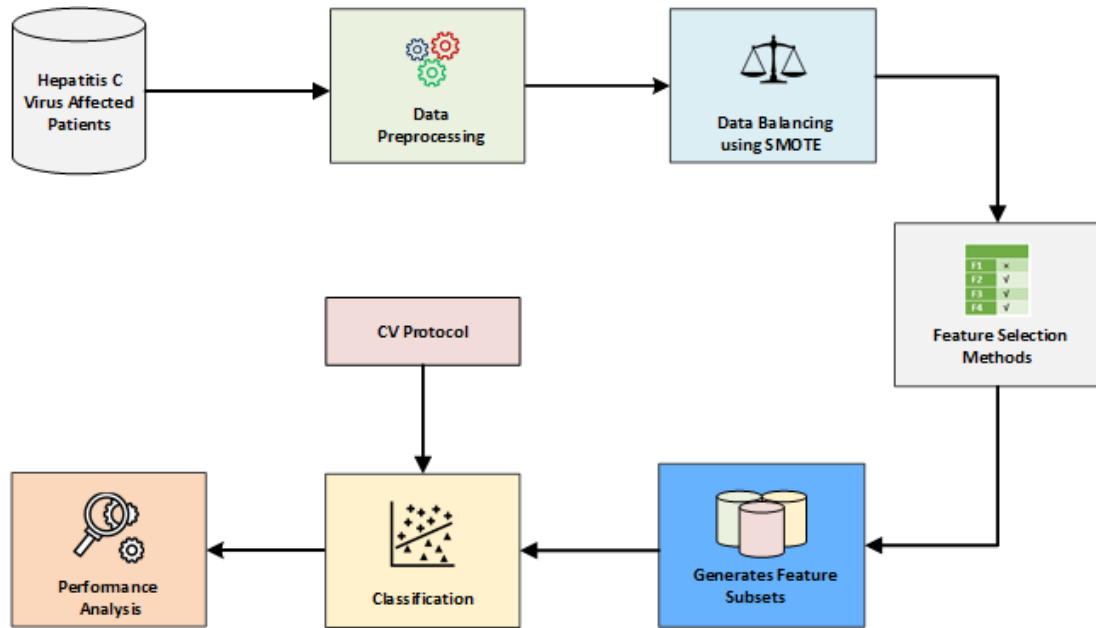 Hepatitis C
Virus Affected
Patients
Data
Preprocessing
Data Balancing
using SMOTE
F1 ×
F2 √
F3 √
F4 √
Feature Selection
Methods
CV Protocol
Generates Feature
Subsets
Classification
Performance
Analysis